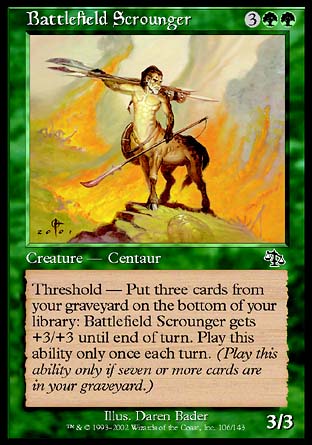 Battlefield Scrounger 3
2001
Creature — Centaur
Threshold — Put three cards from
your graveyard on the bottom of your
library: Battlefield Scrounger gets
+3/+3 until end of turn. Play this
ability only once each turn. (Play this
ability only if seven or more cards are
in your graveyard.)
Illus. Daren Bader
™ & © 1993-2002 Wizards of the Coast, Inc. 106/143
3/3